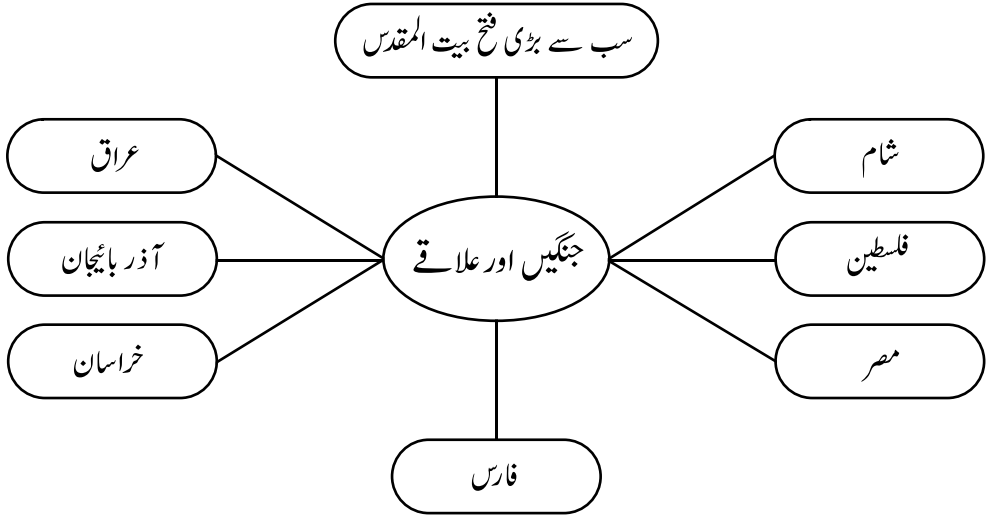 سب سے بڑی فتح بیت المقدس
شام
عراق
جنگیں اور علاقے
فلسطین
آذر بائیجان
مصر
خراسان
فارس